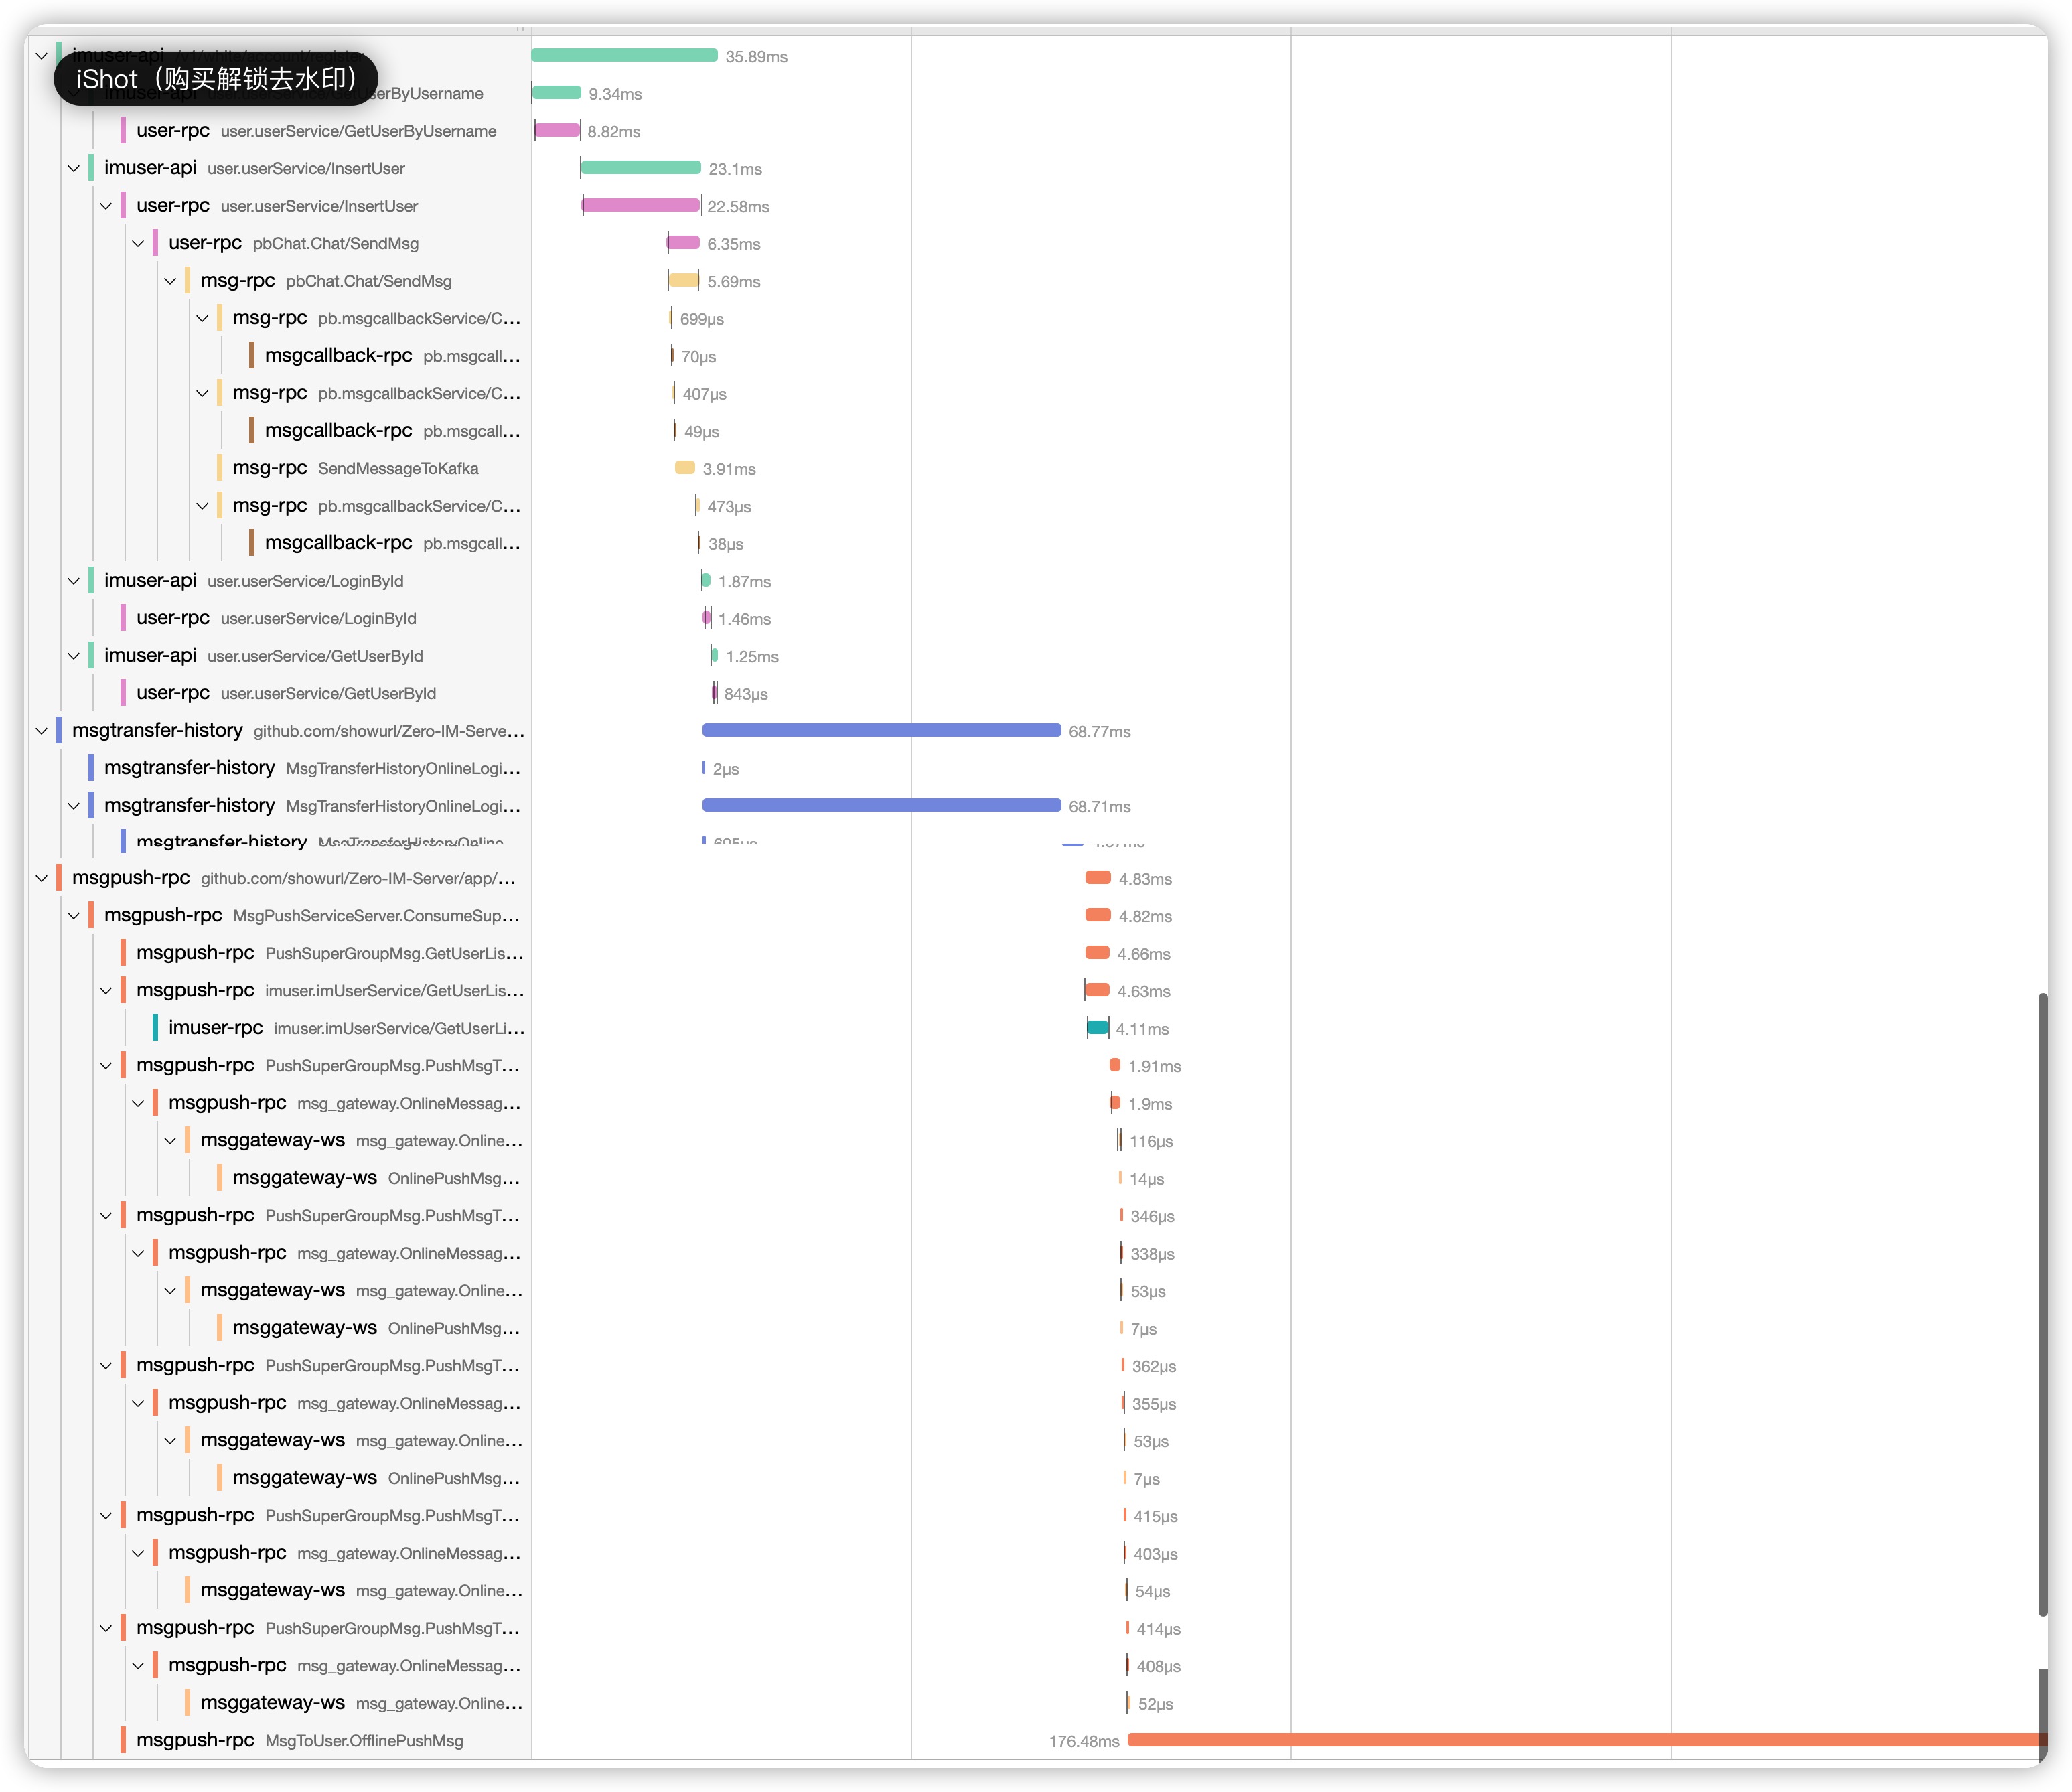 imuser-api /v1/white/account/register 35.89ms
iShot（购买解锁去水印）
imuser-api UserByUsername 9.34ms
user-rpc user.userService/GetUserByUsername 8.82ms
imuser-api user.userService/InsertUser 23.1ms
user-rpc user.userService/InsertUser 22.58ms
user-rpc pbChat.Chat/SendMsg 6.35ms
msg-rpc pbChat.Chat/SendMsg 5.69ms
msg-rpc pb.msgcallbackService/C... 699μs
msgcallback-rpc pb.msgcall... 70μs
msg-rpc pb.msgcallbackService/C... 407μs
msgcallback-rpc pb.msgcall... 49μs
msg-rpc SendMessageToKafka 3.91ms
msg-rpc pb.msgcallbackService/C... 473μs
msgcallback-rpc pb.msgcall... 38μs
imuser-api user.userService/LoginById 1.87ms
user-rpc user.userService/LoginById 1.46ms
imuser-api user.userService/GetUserById 1.25ms
user-rpc user.userService/GetUserById 843μs
msgtransfer-history github.com/showurl/Zero-IM-Serve... 68.77ms
msgtransfer-history MsgTransferHistoryOnlineLogi... 2μs
msgtransfer-history MsgTransferHistoryOnlineLogi... 68.71ms
msgtransfer-history MsgTransferHistoryOnline
msgpush-rpc github.com/showurl/Zero-IM-Server/app/... 4.83ms
msgpush-rpc MsgPushServiceServer.ConsumeSup... 4.82ms
msgpush-rpc PushSuperGroupMsg.GetUserLis... 4.66ms
msgpush-rpc imuser.imUserService/GetUserLis... 4.63ms
imuser-rpc imuser.imUserService/GetUserLi... 4.11ms
msgpush-rpc PushSuperGroupMsg.PushMsgT... 1.91ms
msgpush-rpc msg_gateway.OnlineMessag... 1.9ms
msggateway-ws msg_gateway.Online... 116μs
msggateway-ws OnlinePushMsg... 14μs
msgpush-rpc PushSuperGroupMsg.PushMsgT... 346μs
msgpush-rpc msg_gateway.OnlineMessag... 338μs
msggateway-ws msg_gateway.Online... 53μs
msggateway-ws OnlinePushMsg... 7μs
msgpush-rpc PushSuperGroupMsg.PushMsgT... 362μs
msgpush-rpc msg_gateway.OnlineMessag... 355μs
msggateway-ws msg_gateway.Online... 53μs
msggateway-ws OnlinePushMsg... 7μs
msgpush-rpc PushSuperGroupMsg.PushMsgT... 415μs
msgpush-rpc msg_gateway.OnlineMessag... 403μs
msggateway-ws msg_gateway.Online... 54μs
msgpush-rpc PushSuperGroupMsg.PushMsgT... 414μs
msgpush-rpc msg_gateway.OnlineMessag... 408μs
msggateway-ws msg_gateway.Online... 52μs
msgpush-rpc MsgToUser.OfflinePushMsg 176.48ms